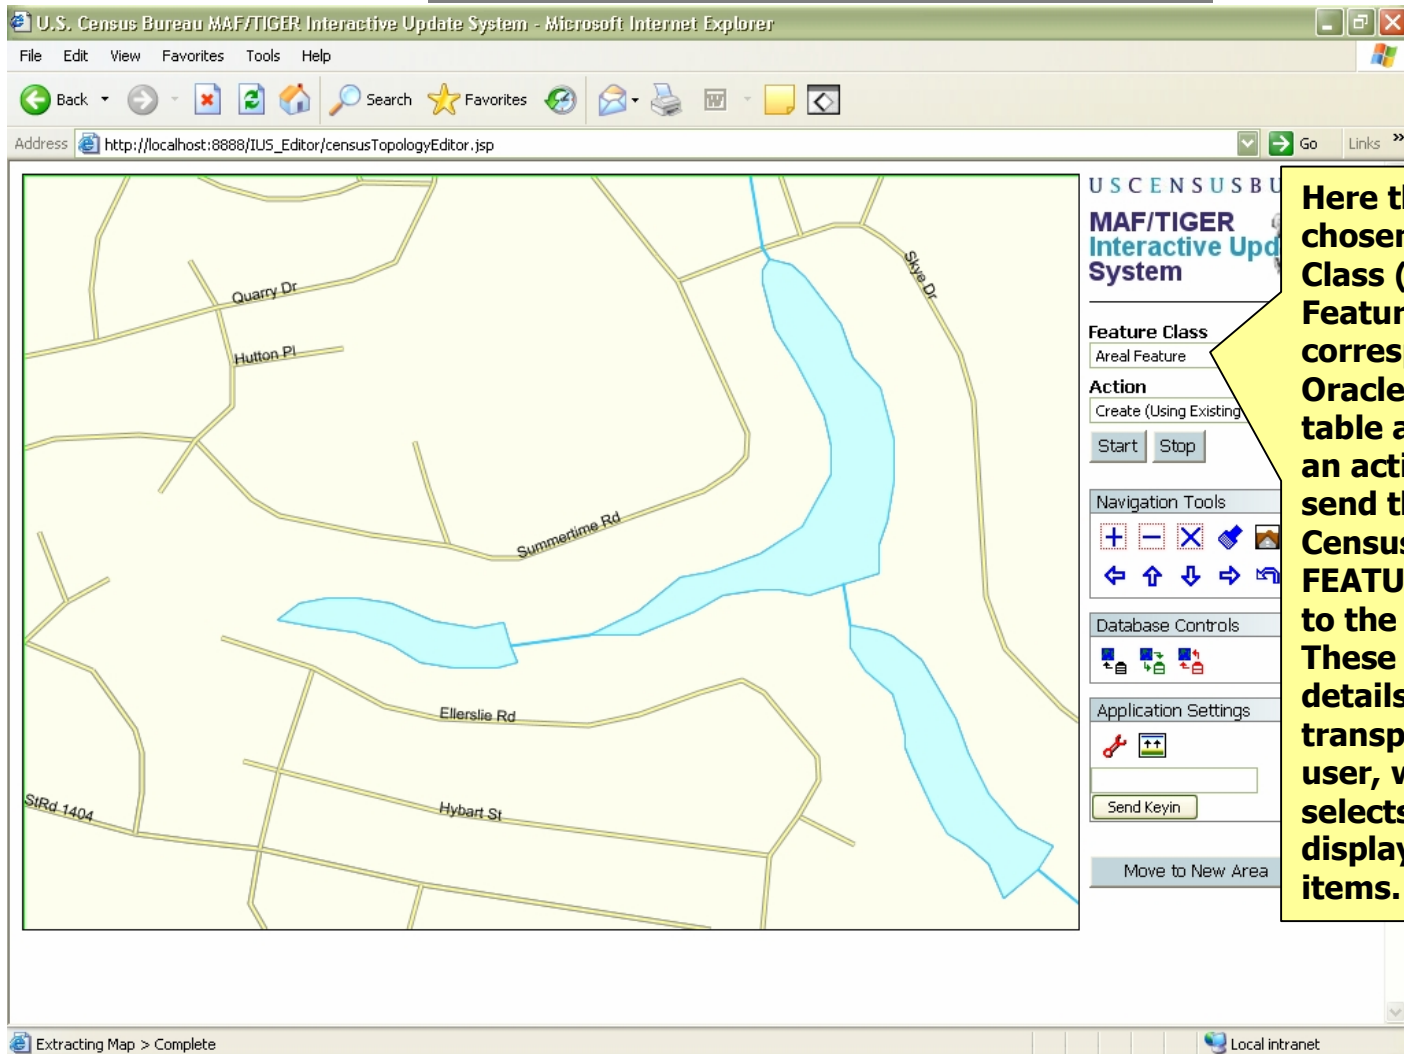 U.S. Census Bureau MAF/TIGER Interactive Update System - Microsoft Internet Explorer
File Edit View Favorites Tools Help
Back Search Favorites
Address http://localhost:8888/IUS_Editor/censusTopologyEditor.jsp Go Links »
USCENSUSBU
MAF/TIGER
Interactive Upd
System
Feature Class
Areal Feature
Action
Create (Using Existing
Start Stop
Navigation Tools
Database Controls
Application Settings
Send Keyin
Move to New Area
Here th
chosen
Class (
Featur
corresp
Oracle
table a
an acti
send th
Census
FEATU
to the
These
details
transp
user, w
selects
display
items.
Quarry Dr
Hutton Pl
Skye Dr
Summertime Rd
Ellerslie Rd
Hybart St
StRd 1404
Extracting Map > Complete
Local intranet